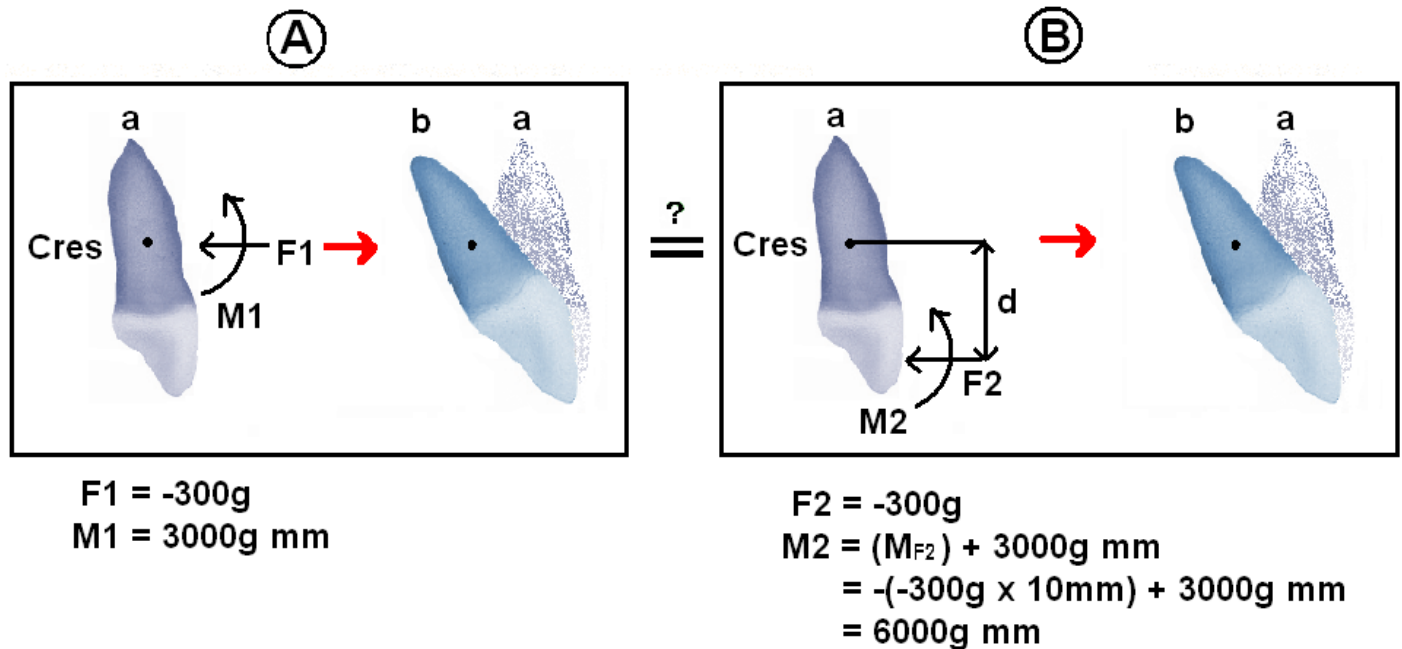 A
B
a
b
a
Cres
F1
M1
?
=
a
b
a
Cres
d
F2
M2
F1 = -300g
M1 = 3000g mm
F2 = -300g
M2 = (MF2) + 3000g mm
= -(-300g x 10mm) + 3000g mm
= 6000g mm